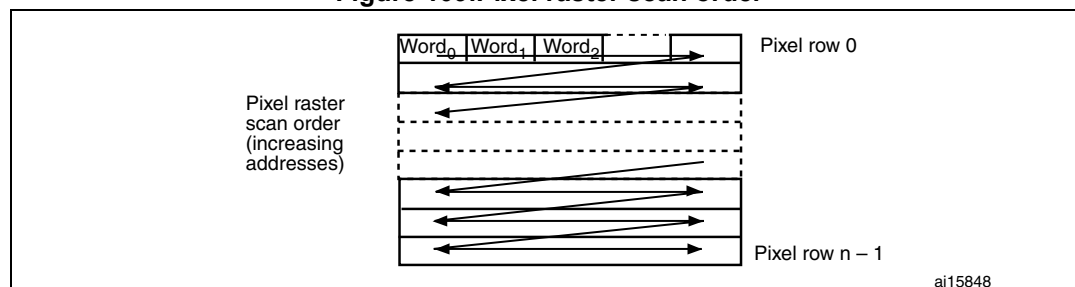 Word0 Word1 Word2
Pixel row 0
Pixel raster
scan order
(increasing
addresses)
Pixel row n – 1
ai15848